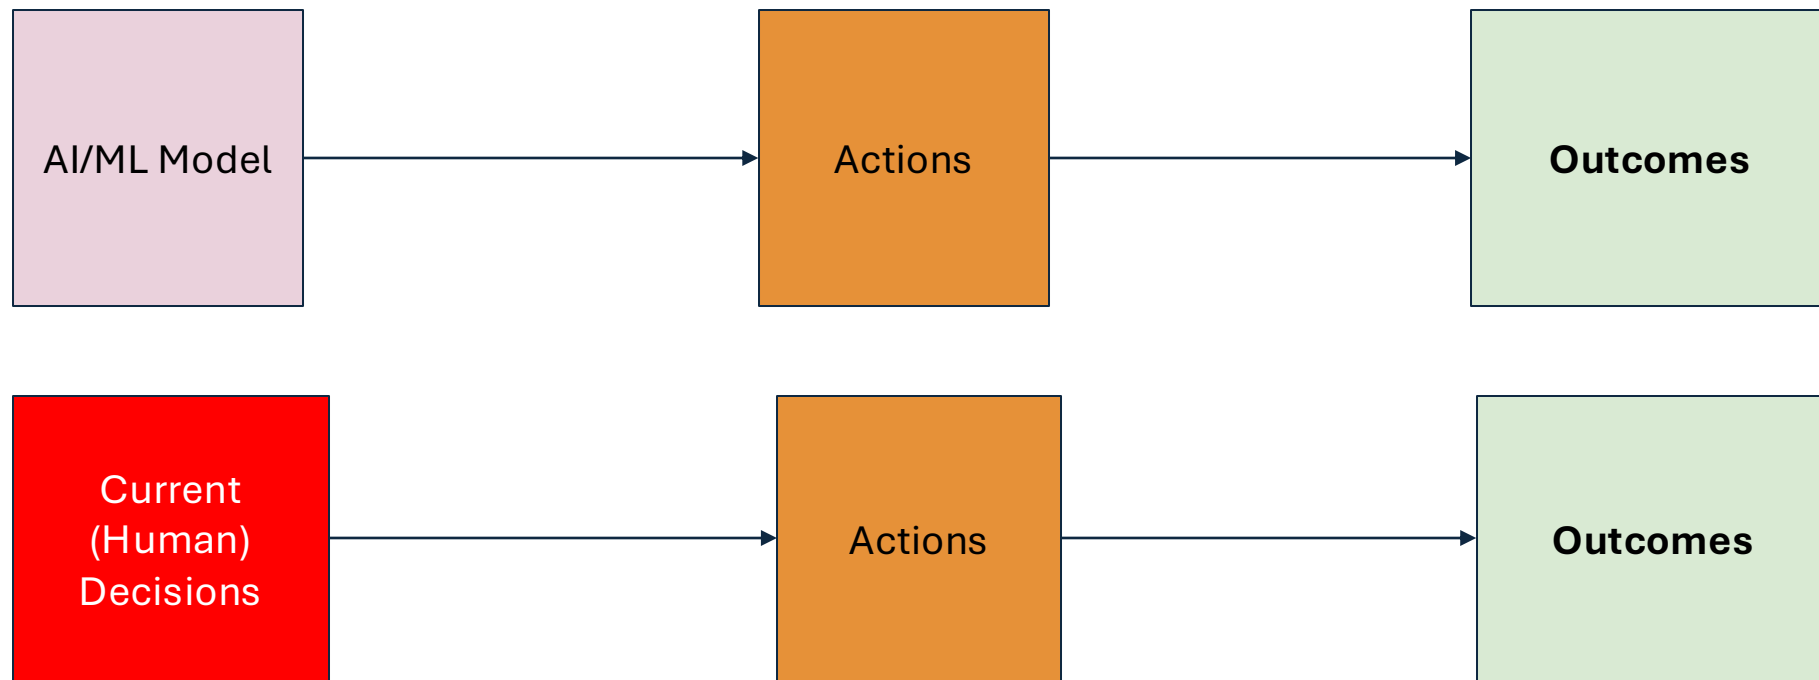 AI/ML Model
Actions
Outcomes
Current
(Human)
Decisions
Actions
Outcomes